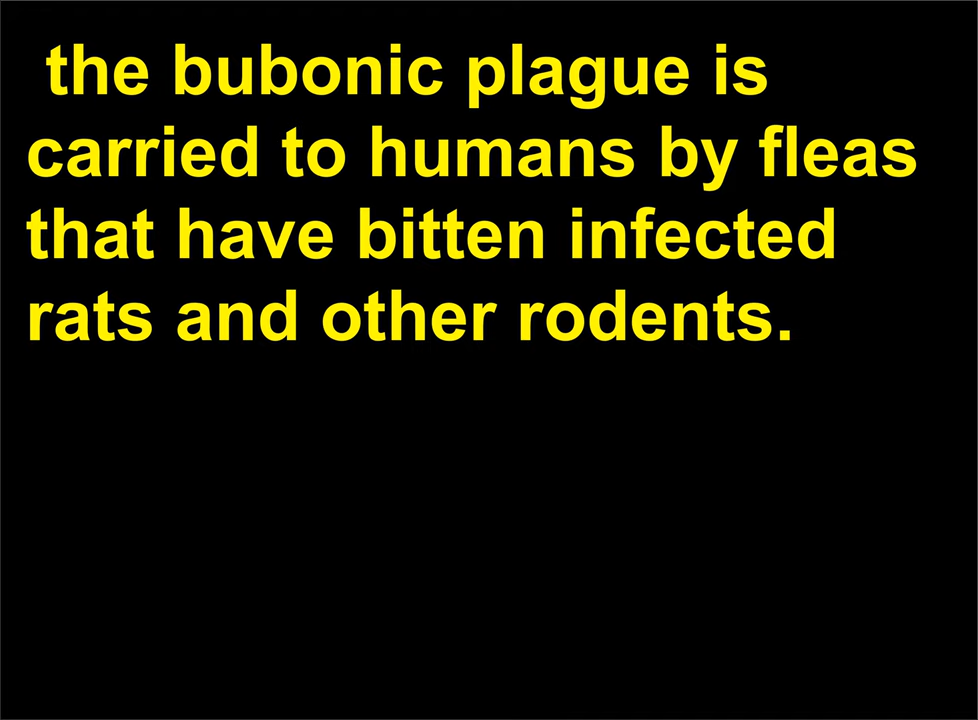 the bubonic plague is
carried to humans by fleas
that have bitten infected
rats and other rodents.